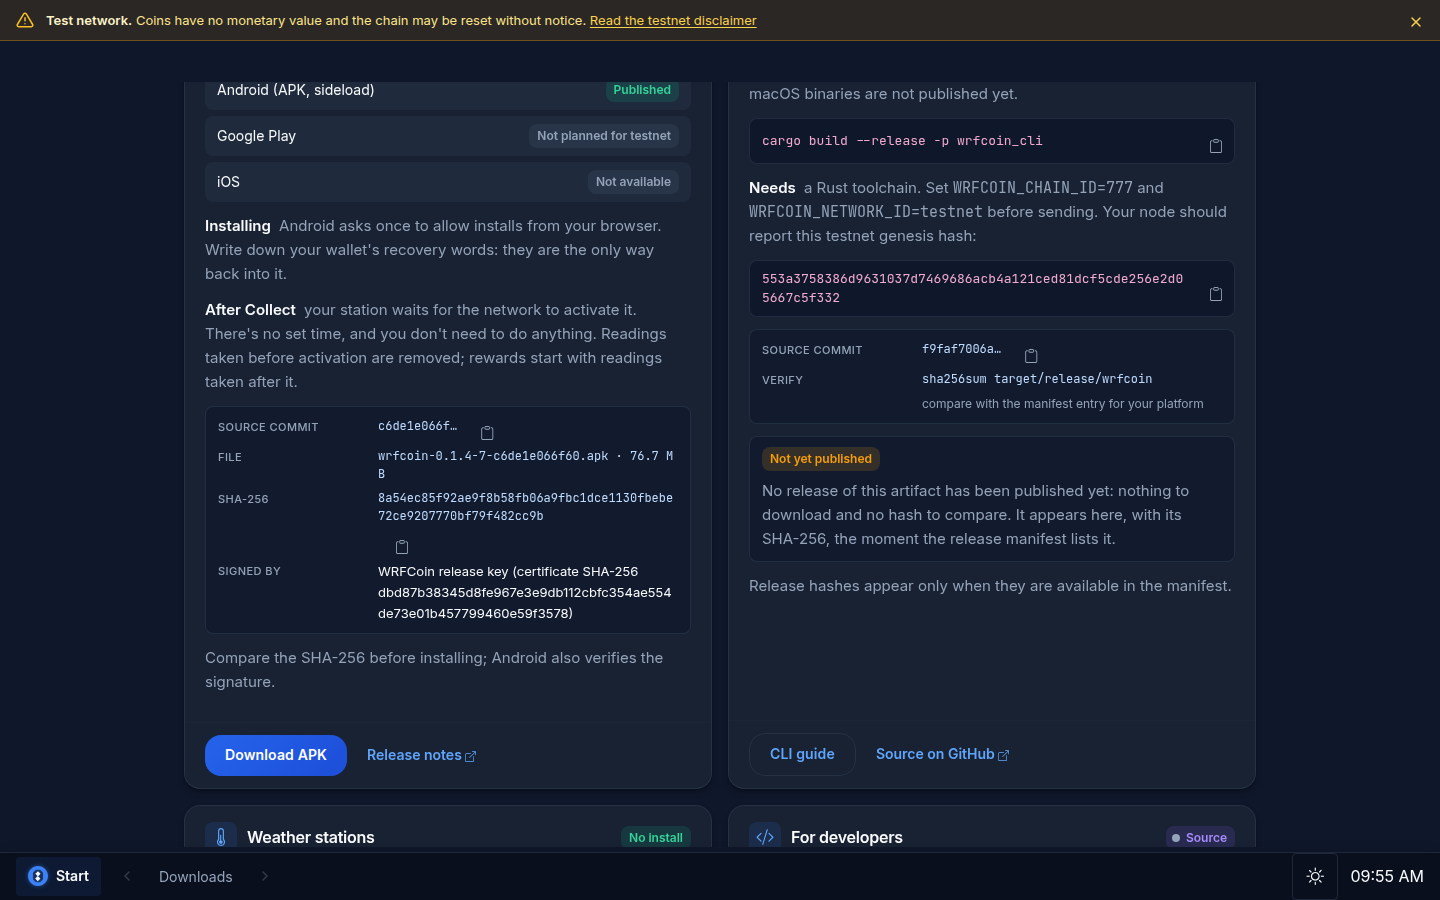 Test network. Coins have no monetary value and the chain may be reset without notice. Read the testnet disclaimer
Android (APK, sideload)
Published
Google Play
Not planned for testnet
iOS
Not available
Installing Android asks once to allow installs from your browser.
Write down your wallet's recovery words: they are the only way
back into it.
After Collect your station waits for the network to activate it.
There's no set time, and you don't need to do anything. Readings
taken before activation are removed; rewards start with readings
taken after it.
SOURCE COMMIT
c6de1e066f…
FILE
wrfcoin-0.1.4-7-c6de1e066f60.apk · 76.7 M
B
SHA-256
8a54ec85f92ae9f8b58fb06a9fbc1dce1130fbebe
72ce9207770bf79f482cc9b
SIGNED BY
WRFCoin release key (certificate SHA-256
dbd87b38345d8fe967e3e9db112cbfc354ae554
de73e01b457799460e59f3578)
Compare the SHA-256 before installing; Android also verifies the
signature.
Download APK
Release notes
macOS binaries are not published yet.
cargo build --release -p wrfcoin_cli
Needs a Rust toolchain. Set WRFCOIN_CHAIN_ID=777 and
WRFCOIN_NETWORK_ID=testnet before sending. Your node should
report this testnet genesis hash:
553a3758386d9631037d7469686acb4a121ced81dcf5cde256e2d0
5667c5f332
SOURCE COMMIT
f9faf7006a…
VERIFY
sha256sum target/release/wrfcoin
compare with the manifest entry for your platform
Not yet published
No release of this artifact has been published yet: nothing to
download and no hash to compare. It appears here, with its
SHA-256, the moment the release manifest lists it.
Release hashes appear only when they are available in the manifest.
CLI guide
Source on GitHub
Weather stations
No install
For developers
Source
Start
Downloads
09:55 AM